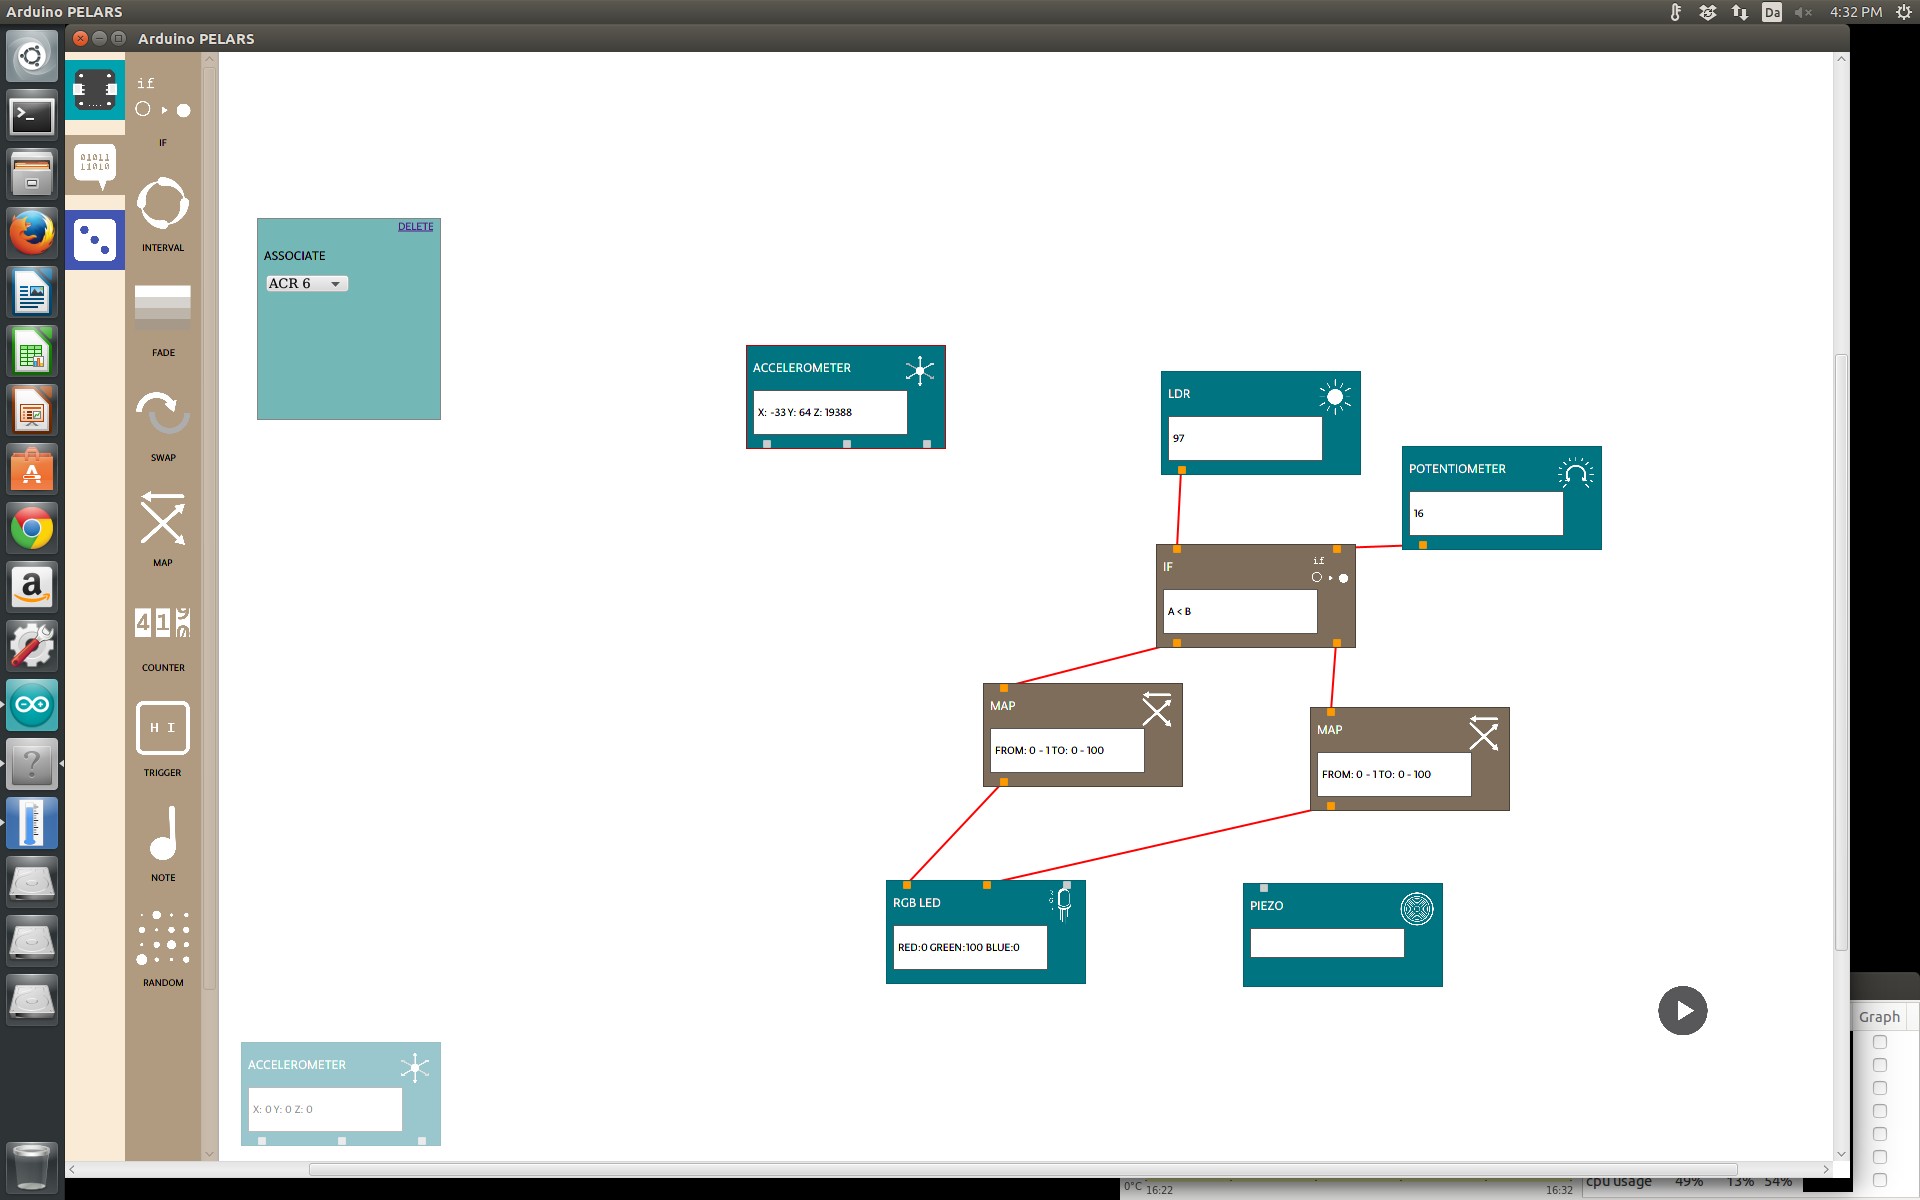 Arduino PELARS
Da
4:32 PM
Arduino PELARS
if
IF
01011
11010
INTERVAL
FADE
SWAP
MAP
41
COUNTER
H I
TRIGGER
NOTE
RANDOM
DELETE
ASSOCIATE
ACR 6
ACCELEROMETER
X: -33 Y: 64 Z: 19388
LDR
97
POTENTIOMETER
16
IF
if
A < B
MAP
FROM: 0 - 1 TO: 0 - 100
MAP
FROM: 0 - 1 TO: 0 - 100
RGB LED
RED:0 GREEN:100 BLUE:0
PIEZO
ACCELEROMETER
X: 0 Y: 0 Z: 0
Graph
0°C
16:22
16:32
cpu usage 49% 13% 54%